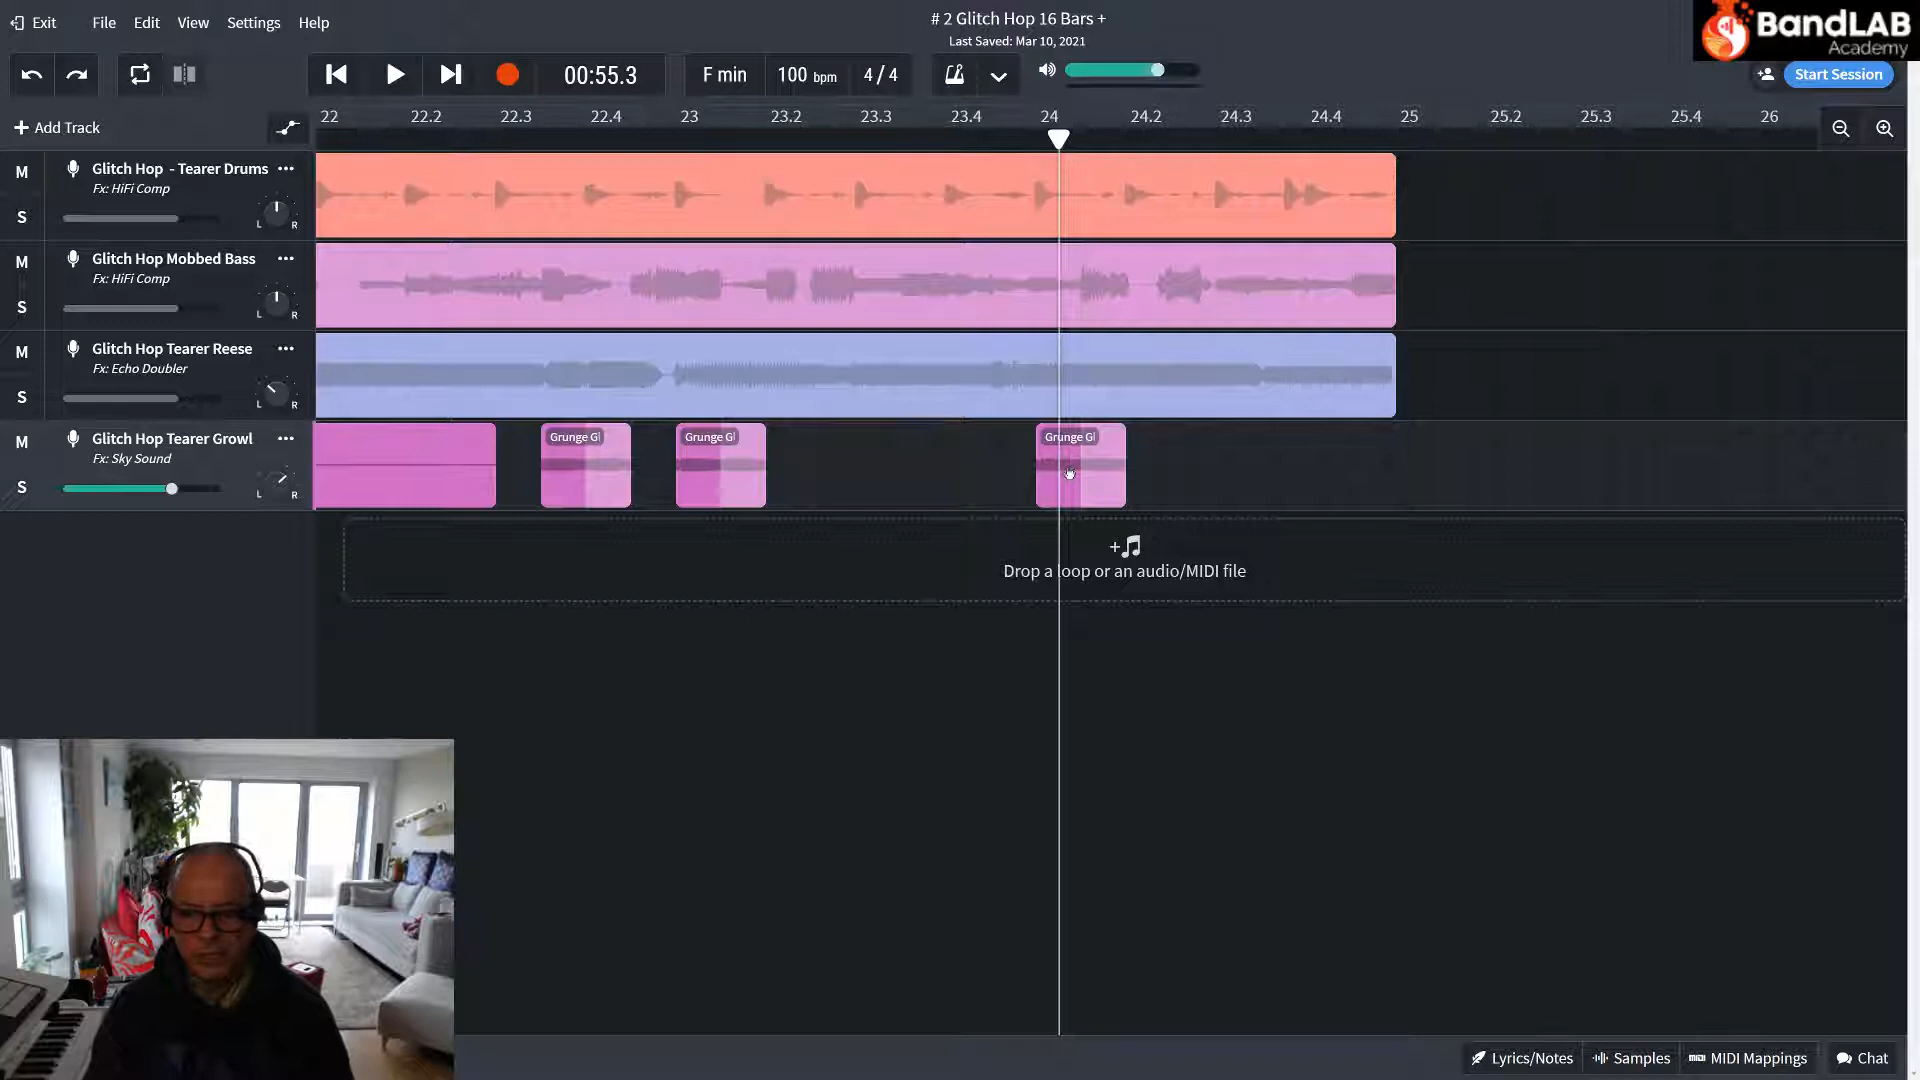 Exit File Edit View Settings Help
# 2 Glitch Hop 16 Bars +
Last Saved: Mar 10, 2021
BandLAB
Academy
00:55.3 F min 100 bpm 4/4 Start Session
Add Track
22 22.2 22.3 22.4 23 23.2 23.3 23.4 24 24.2 24.3 24.4 25 25.2 25.3 25.4 26
M Glitch Hop - Tearer Drums
Fx: HiFi Comp
S L R
M Glitch Hop Mobbed Bass
Fx: HiFi Comp
S L R
M Glitch Hop Tearer Reese
Fx: Echo Doubler
S L R
M Glitch Hop Tearer Growl
Fx: Sky Sound
S L R
Grunge Gl Grunge Gl Grunge Gl
Drop a loop or an audio/MIDI file
Lyrics/Notes Samples MIDI Mappings Chat